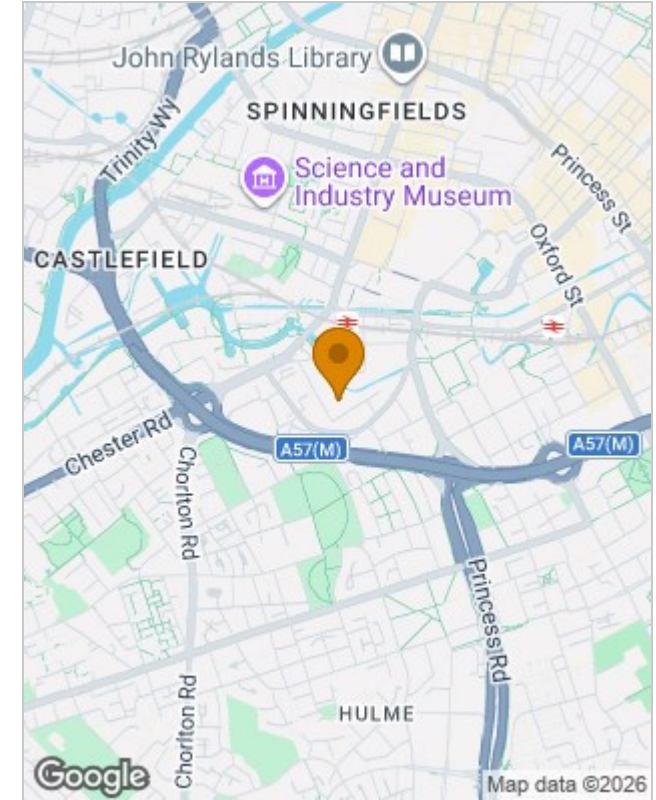 John Rylands Library
SPINNINGFIELDS
Trinity Wy
Science and
Industry Museum
Princess St
Oxford St
CASTLEFIELD
Chester Rd
A57(M)
A57(M)
Chorlton Rd
Princess Rd
Chorlton Rd
HULME
Google
Map data ©2026